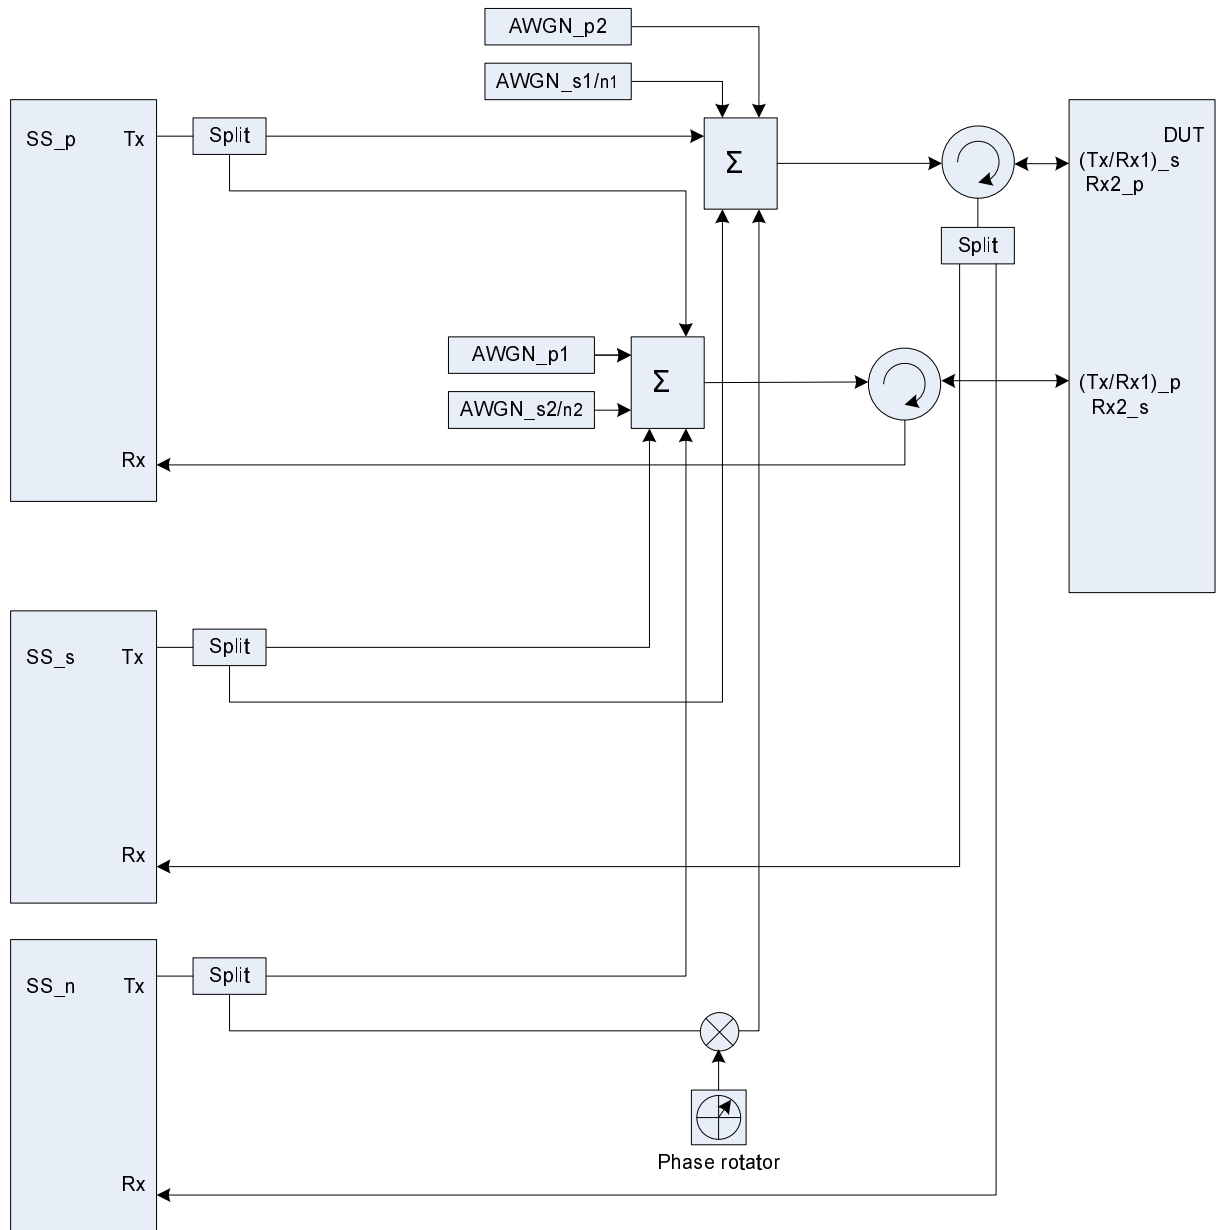 AWGN_p2
AWGN_s1/n1
SS_p
Tx
Split
Σ
DUT
(Tx/Rx1)_s
Rx2_p
Split
AWGN_p1
Σ
AWGN_s2/n2
(Tx/Rx1)_p
Rx2_s
Rx
SS_s
Tx
Split
Rx
SS_n
Tx
Split
Phase rotator
Rx